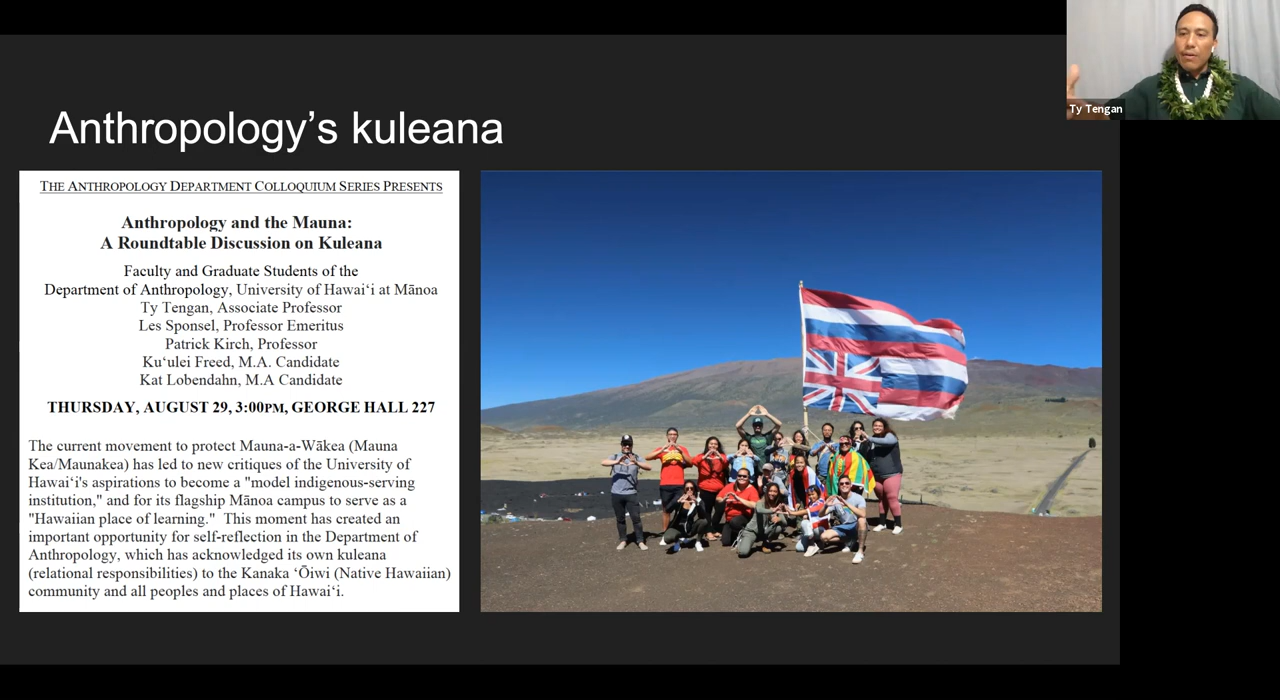 Ty Tengan
Anthropology’s kuleana
THE ANTHROPOLOGY DEPARTMENT COLLOQUIUM SERIES PRESENTS
Anthropology and the Mauna:
A Roundtable Discussion on Kuleana
Faculty and Graduate Students of the
Department of Anthropology, University of Hawaiʻi at Mānoa
Ty Tengan, Associate Professor
Les Sponsel, Professor Emeritus
Patrick Kirch, Professor
Kuʻulei Freed, M.A. Candidate
Kat Lobendahn, M.A Candidate
THURSDAY, AUGUST 29, 3:00PM, GEORGE HALL 227
The current movement to protect Mauna-a-Wākea (Mauna
Kea/Maunakea) has led to new critiques of the University of
Hawaiʻi's aspirations to become a "model indigenous-serving
institution," and for its flagship Mānoa campus to serve as a
"Hawaiian place of learning." This moment has created an
important opportunity for self-reflection in the Department of
Anthropology, which has acknowledged its own kuleana
(relational responsibilities) to the Kanaka ʻŌiwi (Native Hawaiian)
community and all peoples and places of Hawaiʻi.